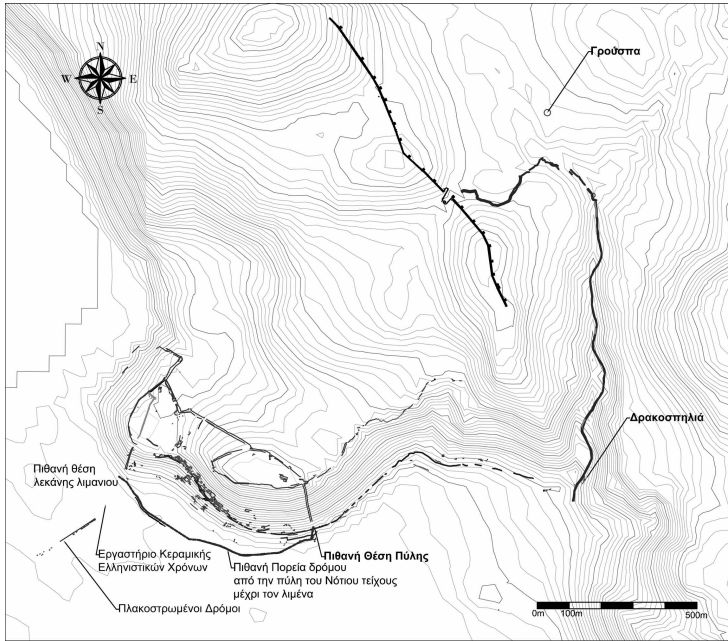 N
W E
S
Γρούσπα
Δρακοσπηλιά
Πιθανή θέση
λεκάνης λιμανιου
Εργαστήριο Κεραμικής
Ελληνιστικών Χρόνων
Πλακοστρωμένοι Δρόμοι
Πιθανή Θέση Πύλης
Πιθανή Πορεία δρόμου
από την πύλη του Νότιου τείχους
μέχρι τον λιμένα
0m 100m 500m